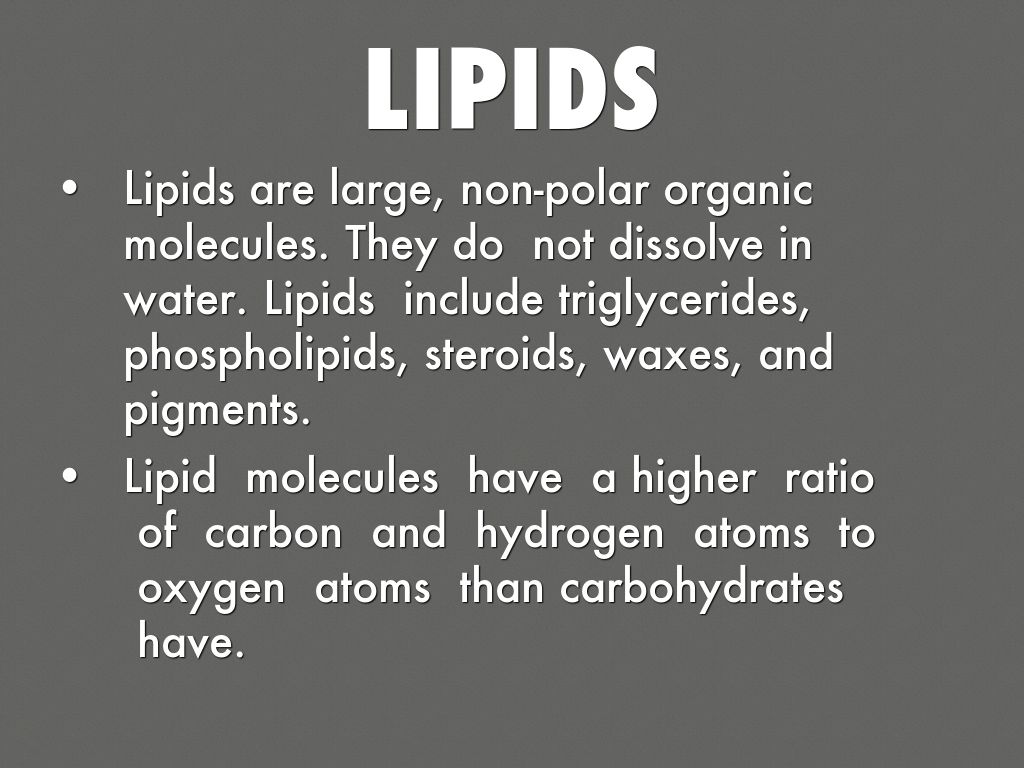 LIPIDS
• Lipids are large, non-polar organic
molecules. They do  not dissolve in
water. Lipids  include triglycerides,
phospholipids, steroids, waxes, and
pigments.
• Lipid  molecules  have  a higher  ratio
of  carbon  and  hydrogen  atoms  to
oxygen  atoms  than carbohydrates
have.